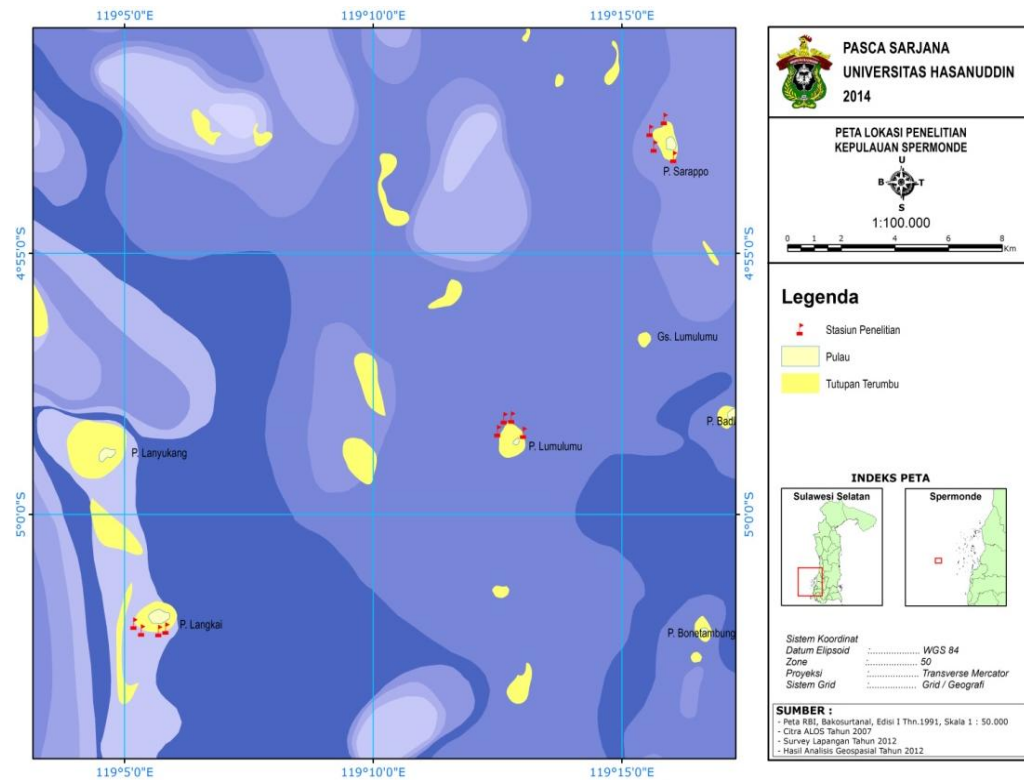 119°5'0"E
119°10'0"E
119°15'0"E
P. Sarappo
4°55'0"S
4°55'0"S
Gs. Lumulumu
P. Badi
P. Lanyukang
P. Lumulumu
5°0'0"S
5°0'0"S
P. Langkai
P. Bonetambung
119°5'0"E
119°10'0"E
119°15'0"E
PASCA SARJANA
UNIVERSITAS HASANUDDIN
2014
PETA LOKASI PENELITIAN
KEPULAUAN SPERMONDE
U
B T
S
1:100.000
0 1 2 4 6 8
Km
Legenda
Stasiun Penelitian
Pulau
Tutupan Terumbu
INDEKS PETA
Sulawesi Selatan
Spermonde
Sistem Koordinat
Datum Elipsoid :.................. WGS 84
Zone :.................. 50
Proyeksi :.................. Transverse Mercator
Sistem Grid :.................. Grid / Geografi
SUMBER :
- Peta RBI, Bakosurtanal, Edisi I Thn.1991, Skala 1 : 50.000
- Citra ALOS Tahun 2007
- Survey Lapangan Tahun 2012
- Hasil Analisis Geospasial Tahun 2012